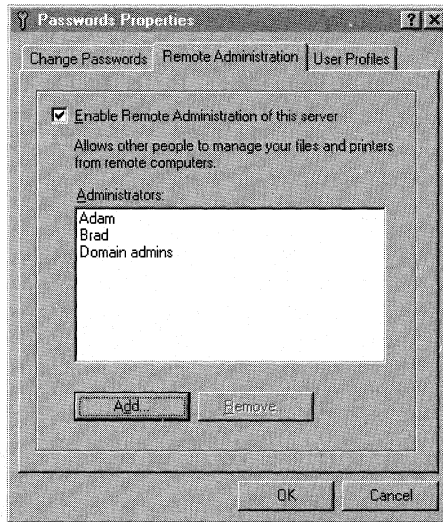 Passwords Properties
Change Passwords Remote Administration User Profiles
Enable Remote Administration of this server
Allows other people to manage your files and printers
from remote computers.
Administrators:
Adam
Brad
Domain admins
Add... Remove
OK Cancel